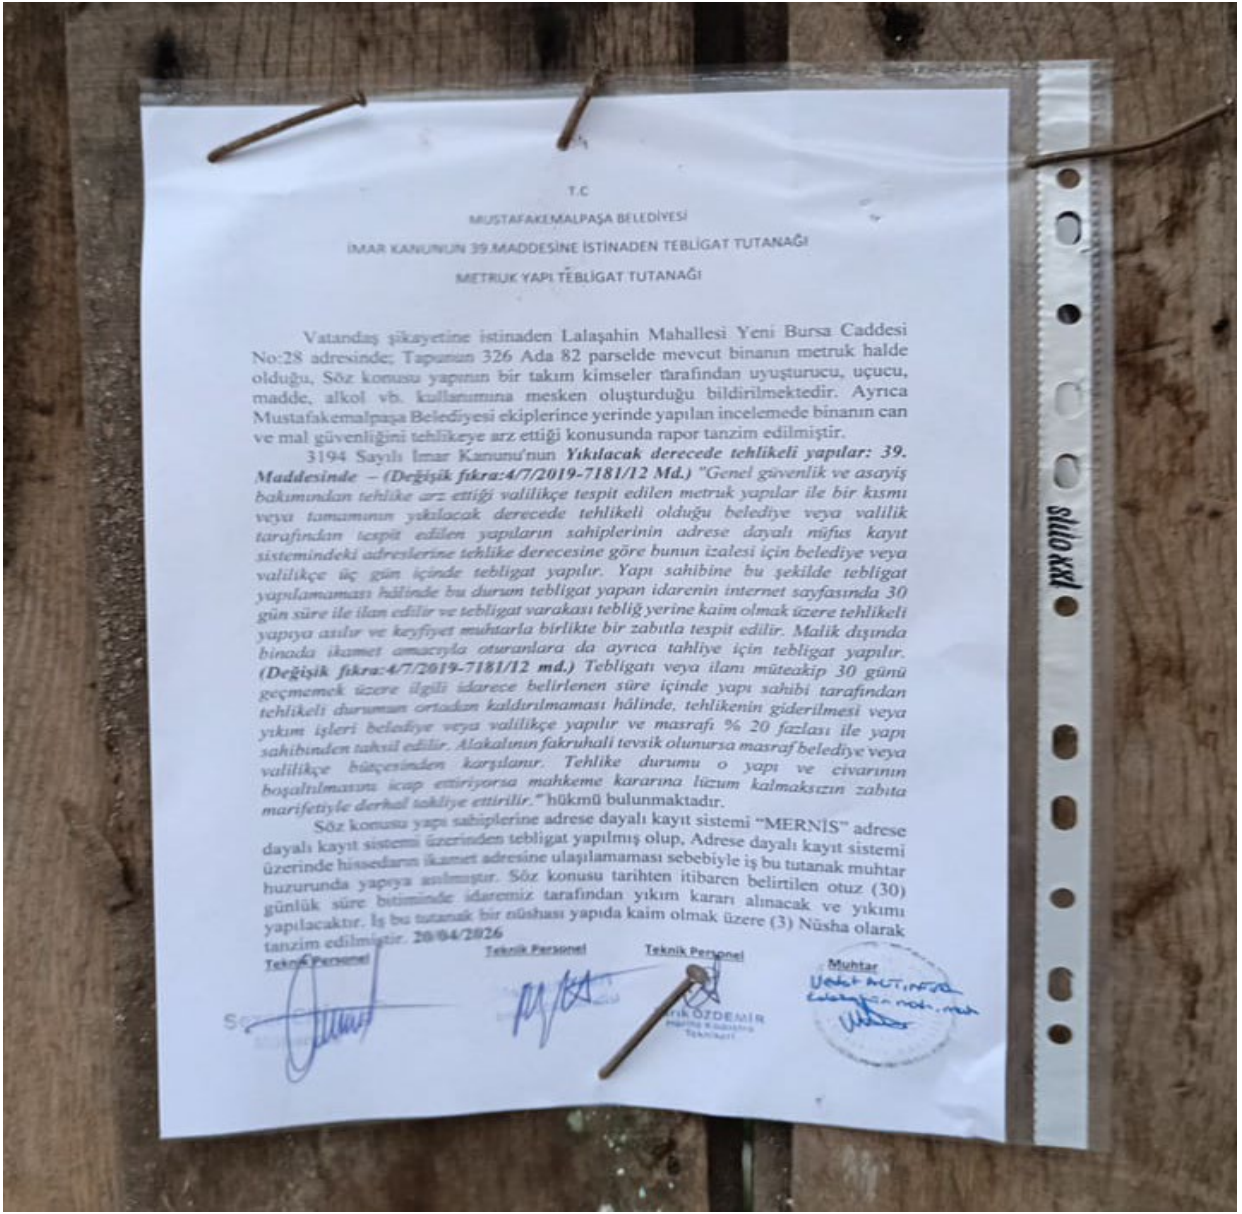 T.C
MUSTAFAKEMALPAŞA BELEDİYESİ
İMAR KANUNUN 39.MADDESİNE İSTİNADEN TEBLİGAT TUTANAĞI
METRUK YAPI TEBLİGAT TUTANAĞI
Vatandaş şikayetine istinaden Lalaşahin Mahallesi Yeni Bursa Caddesi
No:28 adresinde; Tapunun 326 Ada 82 parselde mevcut binanın metruk halde
olduğu, Söz konusu yapının bir takım kimseler tarafından uyuşturucu, uçucu,
madde, alkol vb. kullanımına mesken oluşturduğu bildirilmektedir. Ayrıca
Mustafakemalpaşa Belediyesi ekiplerince yerinde yapılan incelemede binanın can
ve mal güvenliğini tehlikeye arz ettiği konusunda rapor tanzim edilmiştir.
3194 Sayılı İmar Kanunu'nun Yıkılacak derecede tehlikeli yapılar: 39.
Maddesinde – (Değişik fıkra:4/7/2019-7181/12 Md.) "Genel güvenlik ve asayiş
bakımından tehlike arz ettiği valilikçe tespit edilen metruk yapılar ile bir kısmı
veya tamamının yıkılacak derecede tehlikeli olduğu belediye veya valilik
tarafından tespit edilen yapıların sahiplerinin adrese dayalı nüfus kayıt
sistemindeki adreslerine tehlike derecesine göre bunun izalesi için belediye veya
valilikçe üç gün içinde tebligat yapılır. Yapı sahibine bu şekilde tebligat
yapılamaması hâlinde bu durum tebligat yapan idarenin internet sayfasında 30
gün süre ile ilan edilir ve tebligat varakası tebliğ yerine kaim olmak üzere tehlikeli
yapıya asılır ve keyfiyet muhtarla birlikte bir zabıtla tespit edilir. Malik dışında
binada ikamet amacıyla oturanlara da ayrıca tahliye için tebligat yapılır.
(Değişik fıkra:4/7/2019-7181/12 md.) Tebligatı veya ilanı müteakip 30 günü
geçmemek üzere ilgili idarece belirlenen süre içinde yapı sahibi tarafından
tehlikeli durumun ortadan kaldırılmaması hâlinde, tehlikenin giderilmesi veya
yıkım işleri belediye veya valilikçe yapılır ve masrafı % 20 fazlası ile yapı
sahibinden tahsil edilir. Alakalının fakruhali tevsik olunursa masraf belediye veya
valilikçe bütçesinden karşılanır. Tehlike durumu o yapı ve civarının
boşaltılmasını icap ettiriyorsa mahkeme kararına lüzum kalmaksızın zabıta
marifetiyle derhal tahliye ettirilir." hükmü bulunmaktadır.
Söz konusu yapı sahiplerine adrese dayalı kayıt sistemi “MERNİS” adrese
dayalı kayıt sistemi üzerinden tebligat yapılmış olup, Adrese dayalı kayıt sistemi
üzerinde hissedarın ikamet adresine ulaşılamaması sebebiyle iş bu tutanak muhtar
huzurunda yapıya asılmıştır. Söz konusu tarihten itibaren belirtilen otuz (30)
günlük süre bitiminde idaremiz tarafından yıkım kararı alınacak ve yıkımı
yapılacaktır. İş bu tutanak bir nüshası yapıda kaim olmak üzere (3) Nüsha olarak
tanzim edilmiştir. 20/04/2026
Teknik Personel Teknik Personel Teknik Personel Muhtar
Vedat
ÖZDEMİR
Harita Kadastro
Teknikeri
slilo xxl